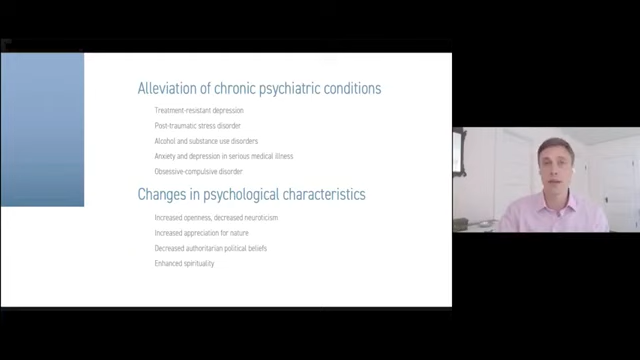 Alleviation of chronic psychiatric conditions
Treatment-resistant depression
Post-traumatic stress disorder
Alcohol and substance use disorders
Anxiety and depression in serious medical illness
Obsessive-compulsive disorder
Changes in psychological characteristics
Increased openness, decreased neuroticism
Increased appreciation for nature
Decreased authoritarian political beliefs
Enhanced spirituality